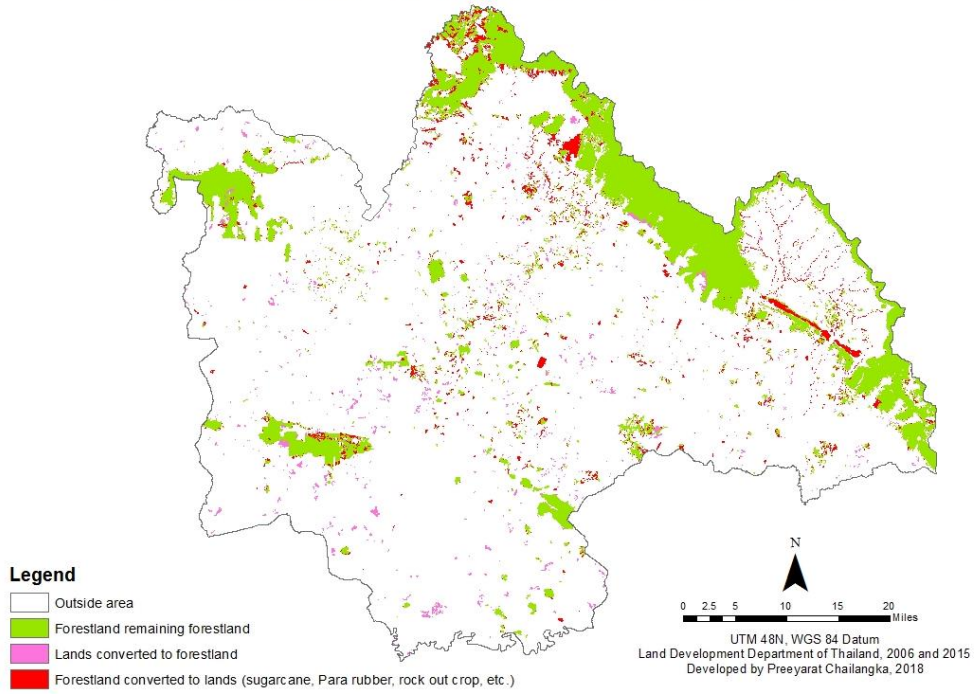 Legend
Outside area
Forestland remaining forestland
Lands converted to forestland
Forestland converted to lands (sugarcane, Para rubber, rock out crop, etc.)
N
0 2.5 5 10 15 20
Miles
UTM 48N, WGS 84 Datum
Land Development Department of Thailand, 2006 and 2015
Developed by Preeyarat Chailangka, 2018